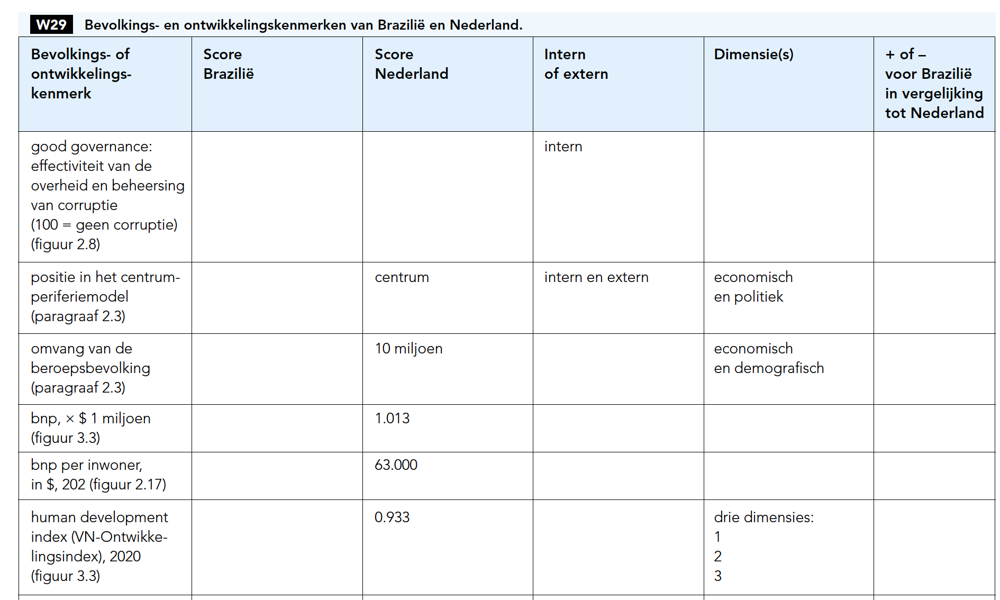 W29 Bevolkings- en ontwikkelingskenmerken van Brazilië en Nederland.
Bevolkings- of
ontwikkelings-
kenmerk
Score
Brazilië
Score
Nederland
Intern
of extern
Dimensie(s)
+ of –
voor Brazilië
in vergelijking
tot Nederland
good governance:
effectiviteit van de
overheid en beheersing
van corruptie
(100 = geen corruptie)
(figuur 2.8)
intern
positie in het centrum-
periferiemodel
(paragraaf 2.3)
centrum
intern en extern
economisch
en politiek
omvang van de
beroepsbevolking
(paragraaf 2.3)
10 miljoen
economisch
en demografisch
bnp, × $ 1 miljoen
(figuur 3.3)
1.013
bnp per inwoner,
in $, 202 (figuur 2.17)
63.000
human development
index (VN-Ontwikke-
lingsindex), 2020
(figuur 3.3)
0.933
drie dimensies:
1
2
3